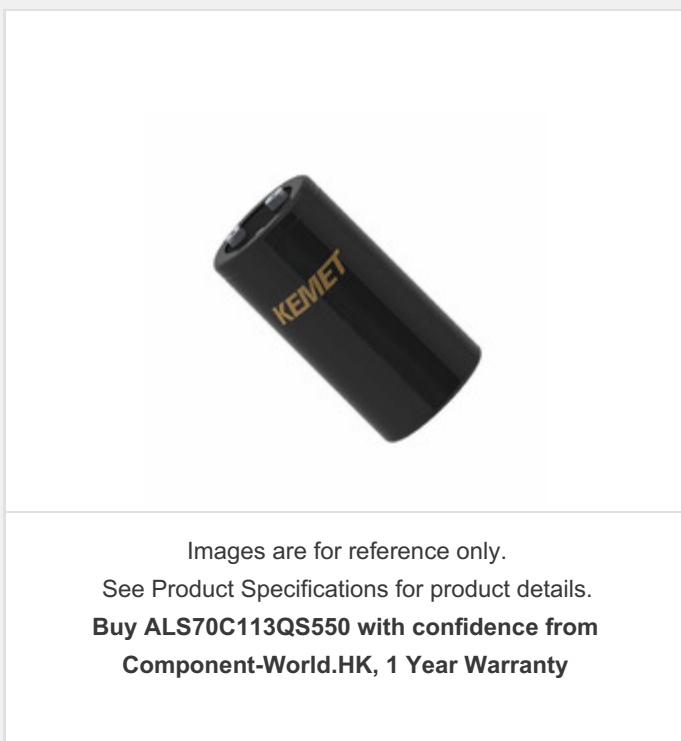 KEMET
Images are for reference only.
See Product Specifications for product details.
Buy ALS70C113QS550 with confidence from
Component-World.HK, 1 Year Warranty